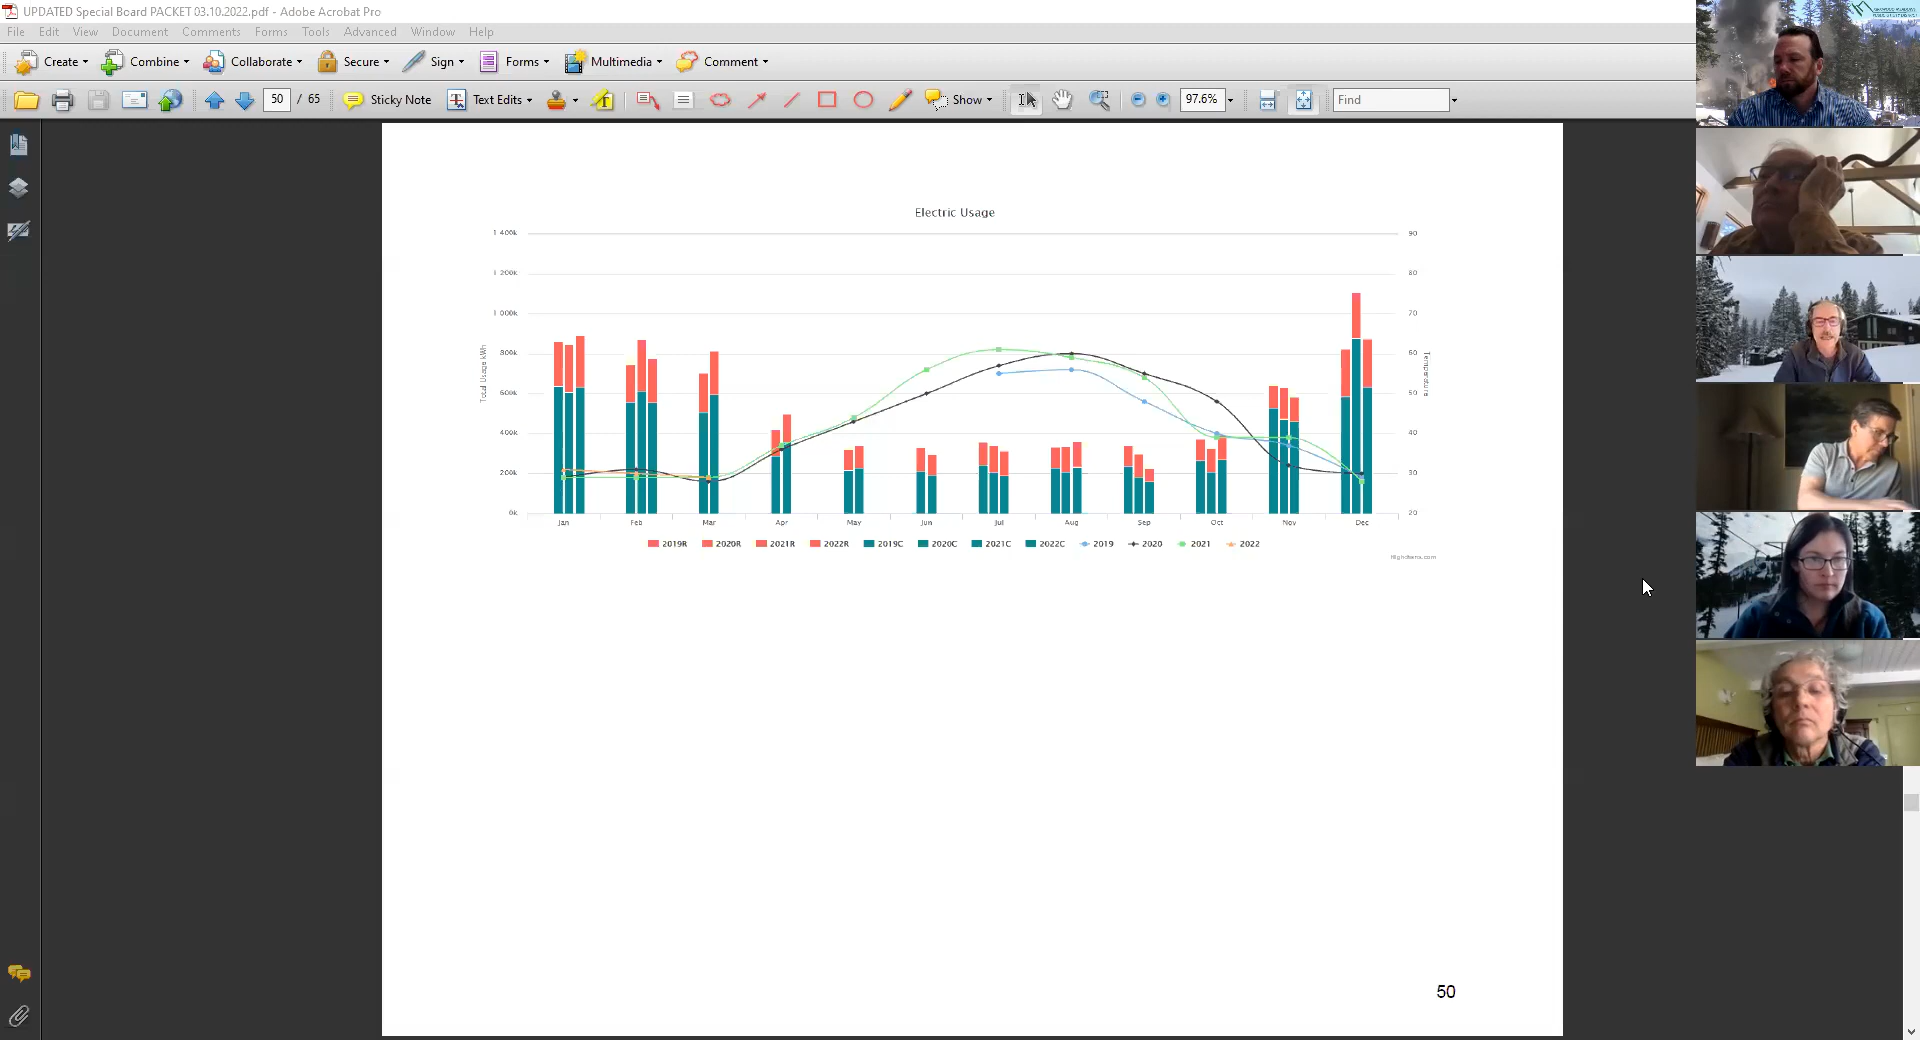 UPDATED Special Board PACKET 03.10.2022.pdf - Adobe Acrobat Pro
File Edit View Document Comments Forms Tools Advanced Window Help
Create Combine Collaborate Secure Sign Forms Multimedia Comment
50 / 65 Sticky Note Text Edits Show 97.6% Find
Electric Usage
1 400k 90
1 200k 80
1 000k 70
800k 60
600k 50
400k 40
200k 30
0k 20
Total Usage kWh
Temperature
Jan Feb Mar Apr May Jun Jul Aug Sep Oct Nov Dec
2019R 2020R 2021R 2022R 2019C 2020C 2021C 2022C 2019 2020 2021 2022
Highcharts.com
50